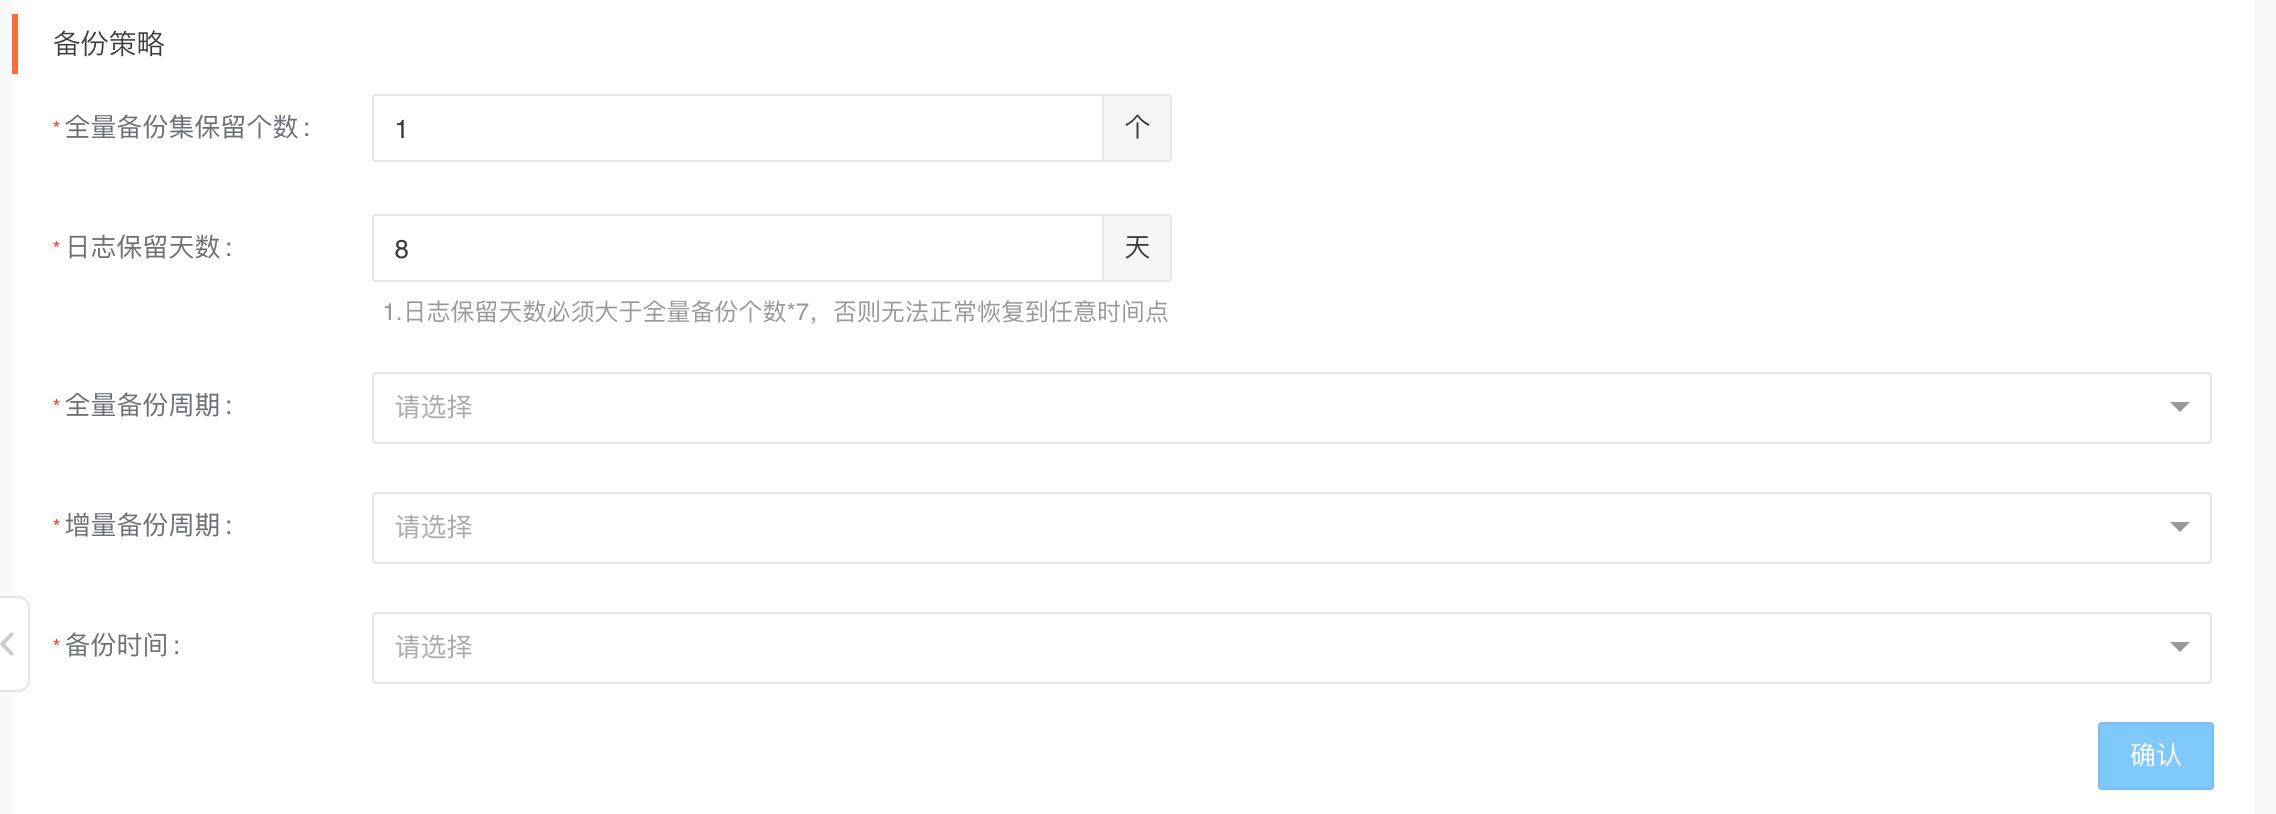 备份策略
*全量备份集保留个数: 1 个
*日志保留天数: 8 天
1.日志保留天数必须大于全量备份个数*7，否则无法正常恢复到任意时间点
*全量备份周期: 请选择
*增量备份周期: 请选择
*备份时间: 请选择
确认